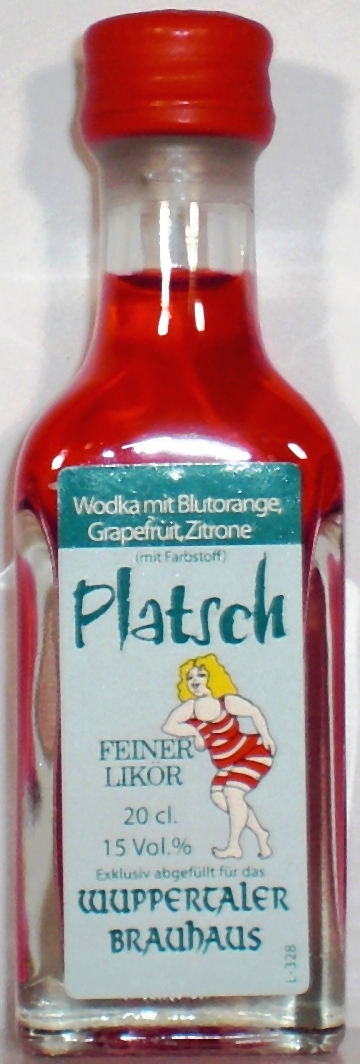 Wodka mit Blutorange,
Grapefruit, Zitrone
(mit Farbstoff)
Platsch
FEINER
LIKÖR
20 cl.
15 Vol.%
Exklusiv abgefüllt für das
WUPPERTALER
BRAUHAUS
L-328